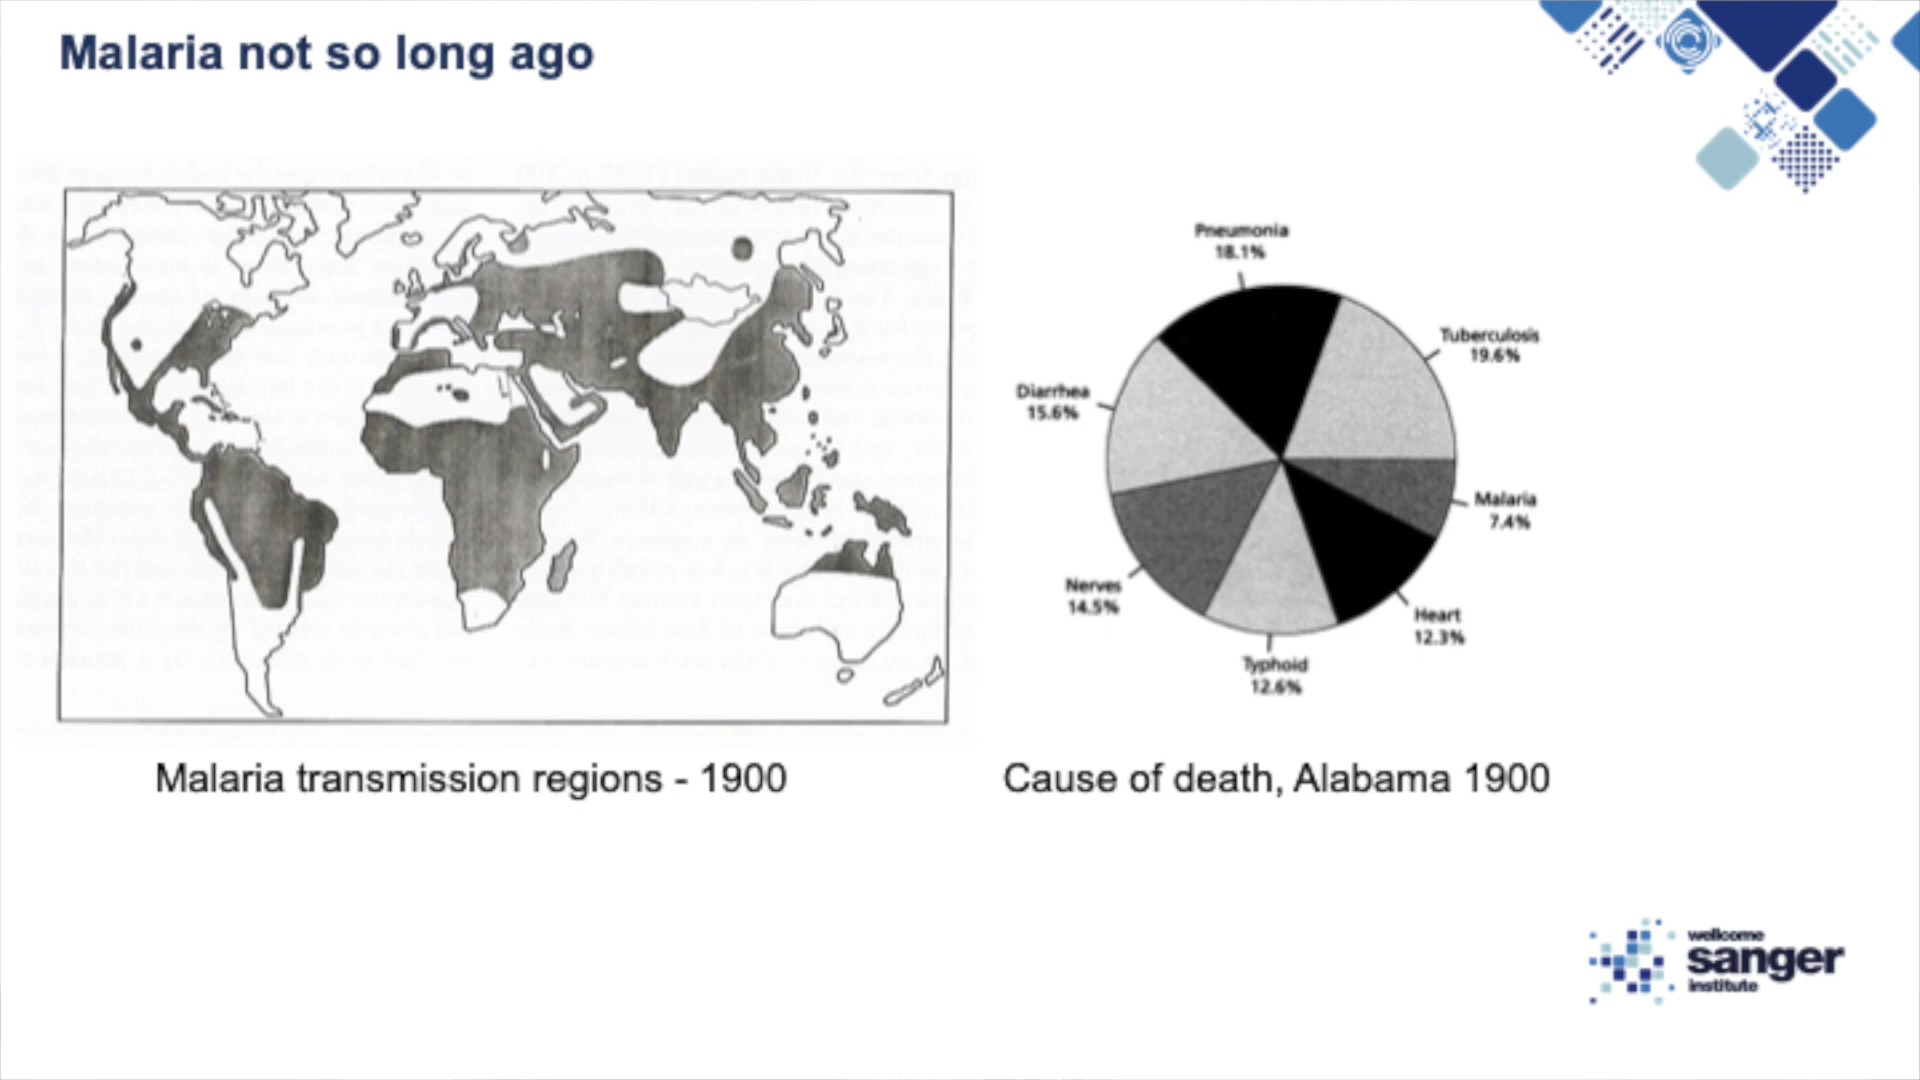 Malaria not so long ago
Pneumonia
18.1%
Tuberculosis
19.6%
Diarrhea
15.6%
Malaria
7.4%
Nerves
14.5%
Heart
12.3%
Typhoid
12.6%
Malaria transmission regions - 1900
Cause of death, Alabama 1900
wellcome
sanger
institute